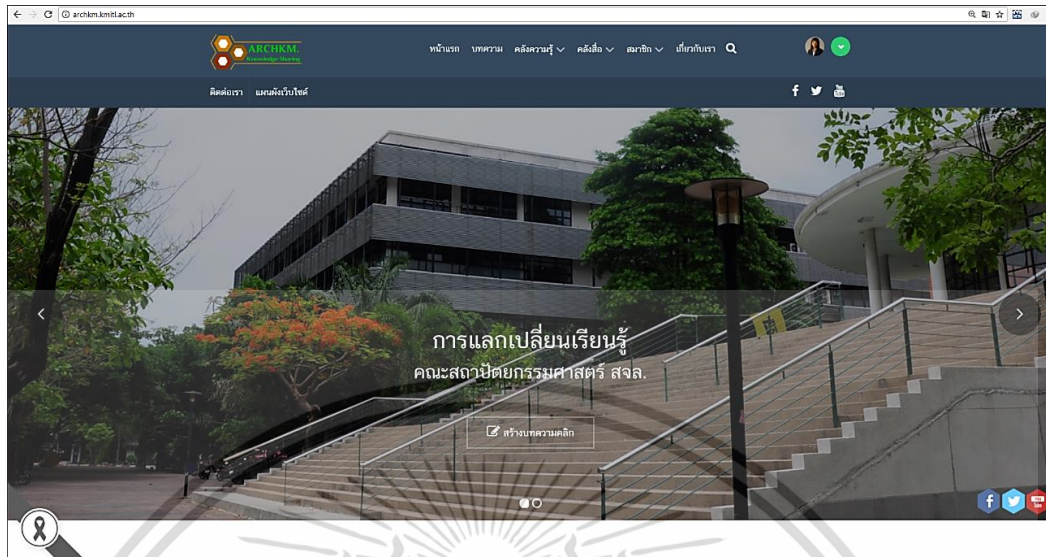 archkm.kmitl.ac.th
ARCHKM.
Knowledge Sharing
หน้าแรก บทความ คลังความรู้ คลังสื่อ สมาชิก เกี่ยวกับเรา
ติดต่อเรา แผนผังเว็บไซต์
การแลกเปลี่ยนเรียนรู้
คณะสถาปัตยกรรมศาสตร์ สจล.
สร้างบทความคลิก